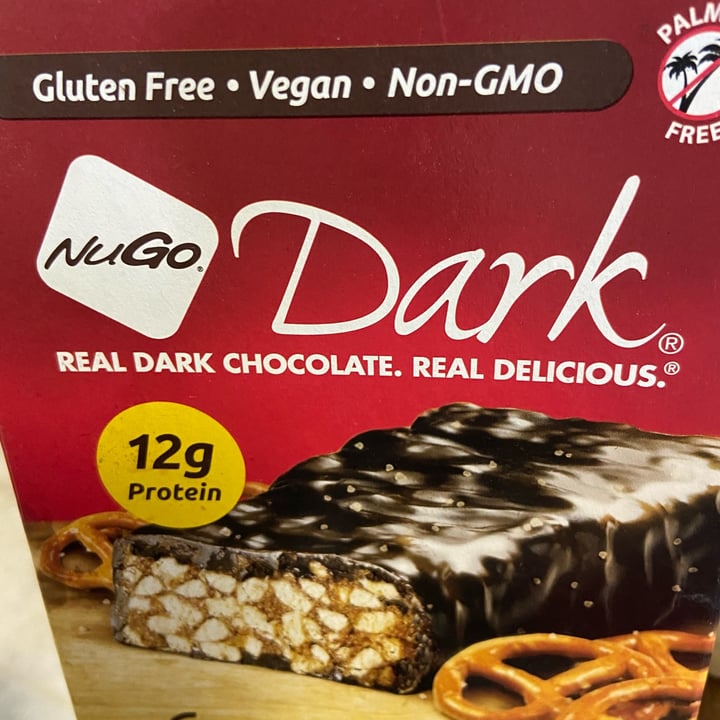 PALM
FREE
Gluten Free • Vegan • Non-GMO
NuGo®
Dark®
REAL DARK CHOCOLATE. REAL DELICIOUS.®
12g
Protein